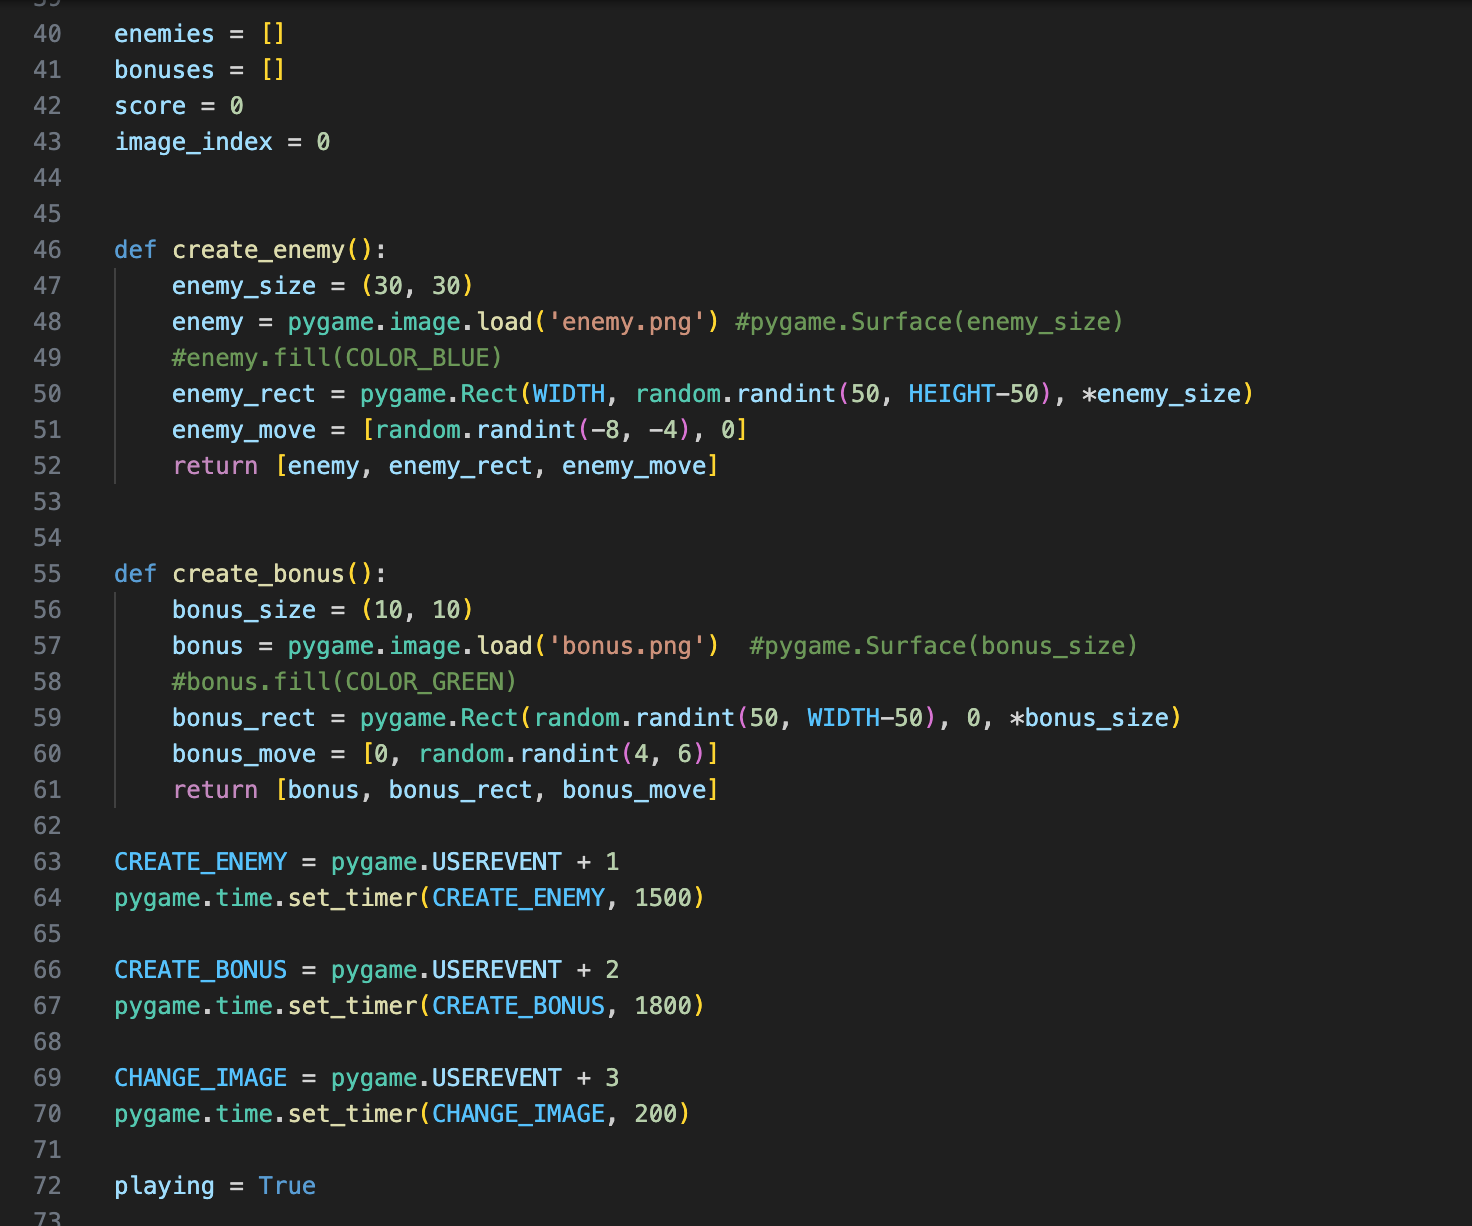 40 enemies = []
41 bonuses = []
42 score = 0
43 image_index = 0
44
45
46 def create_enemy():
47     enemy_size = (30, 30)
48     enemy = pygame.image.load('enemy.png') #pygame.Surface(enemy_size)
49     #enemy.fill(COLOR_BLUE)
50     enemy_rect = pygame.Rect(WIDTH, random.randint(50, HEIGHT-50), *enemy_size)
51     enemy_move = [random.randint(-8, -4), 0]
52     return [enemy, enemy_rect, enemy_move]
53
54
55 def create_bonus():
56     bonus_size = (10, 10)
57     bonus = pygame.image.load('bonus.png')  #pygame.Surface(bonus_size)
58     #bonus.fill(COLOR_GREEN)
59     bonus_rect = pygame.Rect(random.randint(50, WIDTH-50), 0, *bonus_size)
60     bonus_move = [0, random.randint(4, 6)]
61     return [bonus, bonus_rect, bonus_move]
62
63 CREATE_ENEMY = pygame.USEREVENT + 1
64 pygame.time.set_timer(CREATE_ENEMY, 1500)
65
66 CREATE_BONUS = pygame.USEREVENT + 2
67 pygame.time.set_timer(CREATE_BONUS, 1800)
68
69 CHANGE_IMAGE = pygame.USEREVENT + 3
70 pygame.time.set_timer(CHANGE_IMAGE, 200)
71
72 playing = True
73